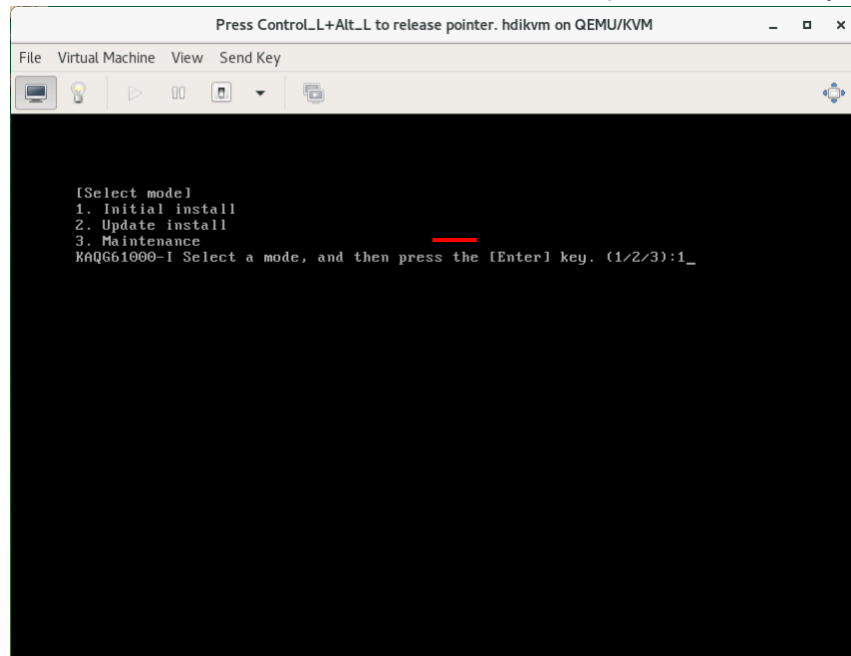 Press Control_L+Alt_L to release pointer. hdikvm on QEMU/KVM
File Virtual Machine View Send Key
[Select mode]
1. Initial install
2. Update install
3. Maintenance
KAQG61000-I Select a mode, and then press the [Enter] key. (1/2/3):1_